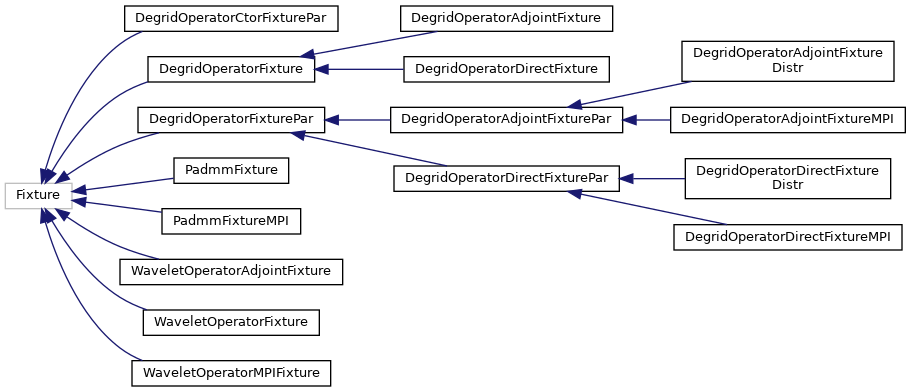 DegridOperatorCtorFixturePar
DegridOperatorAdjointFixture
DegridOperatorFixture
DegridOperatorDirectFixture
DegridOperatorAdjointFixture
Distr
DegridOperatorFixturePar
DegridOperatorAdjointFixturePar
DegridOperatorAdjointFixtureMPI
PadmmFixture
DegridOperatorDirectFixturePar
DegridOperatorDirectFixture
Distr
Fixture
PadmmFixtureMPI
DegridOperatorDirectFixtureMPI
WaveletOperatorAdjointFixture
WaveletOperatorFixture
WaveletOperatorMPIFixture